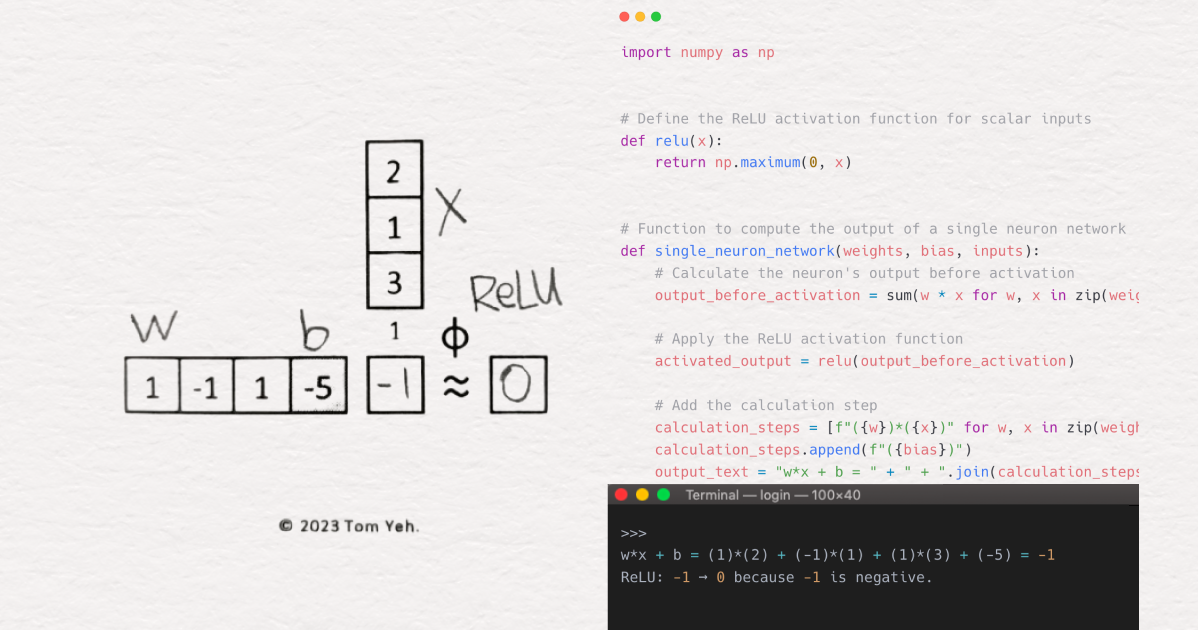 2
1
X
3
ReLU
W
b
1
ϕ
1 -1 1 -5 -1 ≈ 0
© 2023 Tom Yeh.
import numpy as np
# Define the ReLU activation function for scalar inputs
def relu(x):
    return np.maximum(0, x)
# Function to compute the output of a single neuron network
def single_neuron_network(weights, bias, inputs):
    # Calculate the neuron's output before activation
    output_before_activation = sum(w * x for w, x in zip(weig
    # Apply the ReLU activation function
    activated_output = relu(output_before_activation)
    # Add the calculation step
    calculation_steps = [f"({w})*({x})" for w, x in zip(weigh
    calculation_steps.append(f"({bias})")
    output_text = "w*x + b = " + " + ".join(calculation_steps
Terminal — login — 100×40
>>>
w*x + b = (1)*(2) + (-1)*(1) + (1)*(3) + (-5) = -1
ReLU: -1 → 0 because -1 is negative.